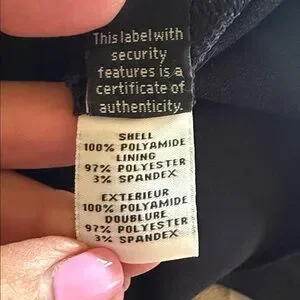 This label with
security
features is a
certificate of
authenticity.
SHELL
100% POLYAMIDE
LINING
97% POLYESTER
3% SPANDEX
EXTERIEUR
100% POLYAMIDE
DOUBLURE
97% POLYESTER
3% SPANDEX